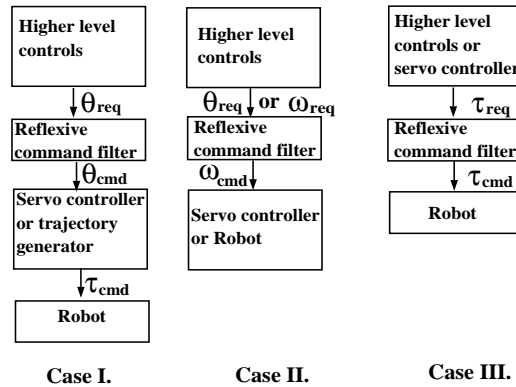 Higher level
controls
θreq
Reflexive
command filter
θcmd
Servo controller
or trajectory
generator
τcmd
Robot
Case I.
Higher level
controls
θreq or ωreq
Reflexive
command filter
ωcmd
Servo controller
or Robot
Case II.
Higher level
controls or
servo controller
τreq
Reflexive
command filter
τcmd
Robot
Case III.